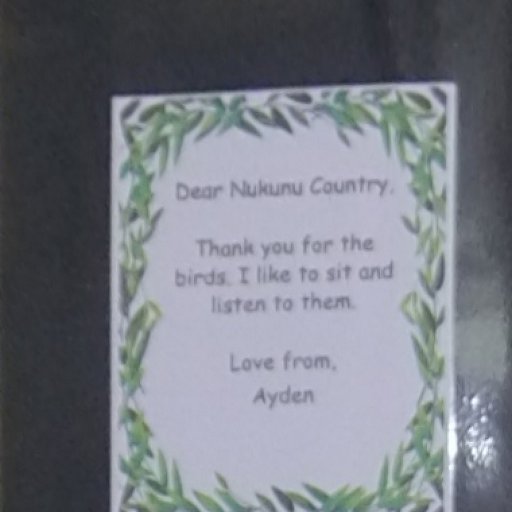 Dear Nukunu Country,
Thank you for the
birds. I like to sit and
listen to them.
Love from,
Ayden